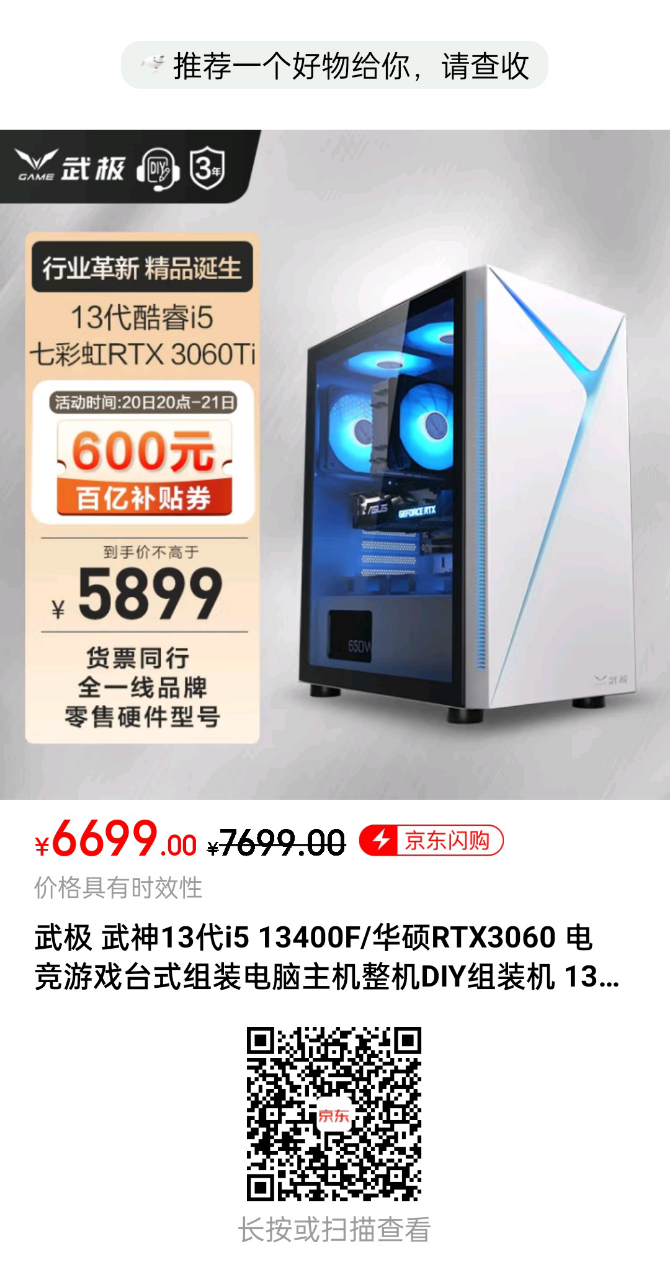 推荐一个好物给你，请查收
GAME 武极 DIY 3年
行业革新 精品诞生
13代酷睿i5
七彩虹RTX 3060Ti
活动时间:20日20点-21日
600元
百亿补贴券
到手价不高于
¥5899
货票同行
全一线品牌
零售硬件型号
ASUS GEFORCE RTX
650W
武极
¥6699.00 ¥7699.00 京东闪购
价格具有时效性
武极 武神13代i5 13400F/华硕RTX3060 电
竞游戏台式组装电脑主机整机DIY组装机 13...
京东
长按或扫描查看